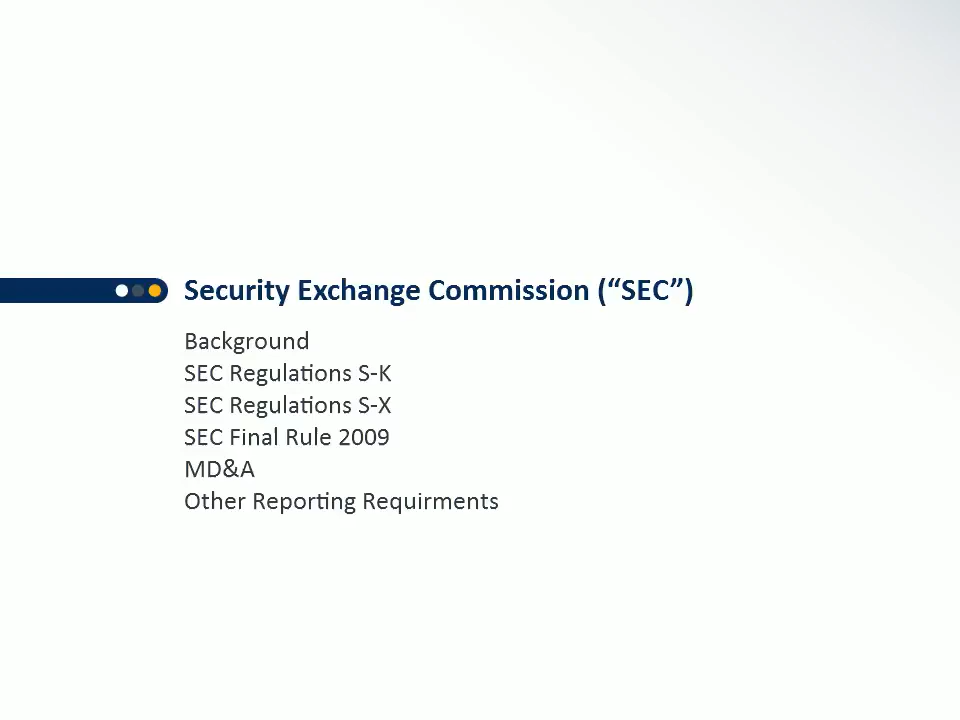 Security Exchange Commission (“SEC”)
Background
SEC Regulations S-K
SEC Regulations S-X
SEC Final Rule 2009
MD&A
Other Reporting Requirments